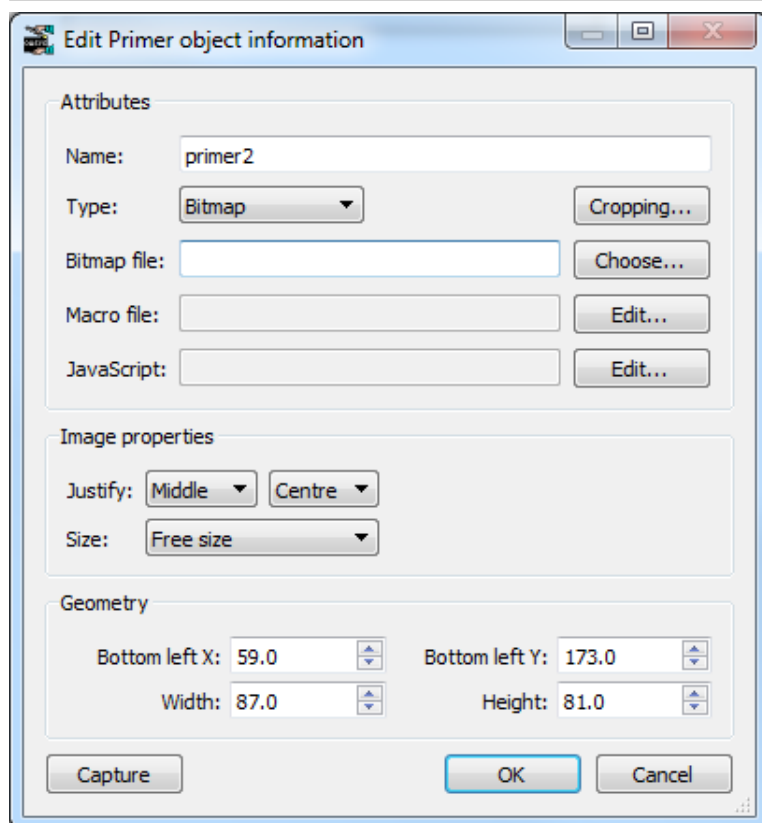 Edit Primer object information
Attributes
Name: primer2
Type: Bitmap Cropping...
Bitmap file: Choose...
Macro file: Edit...
JavaScript: Edit...
Image properties
Justify: Middle Centre
Size: Free size
Geometry
Bottom left X: 59.0 Bottom left Y: 173.0
Width: 87.0 Height: 81.0
Capture OK Cancel